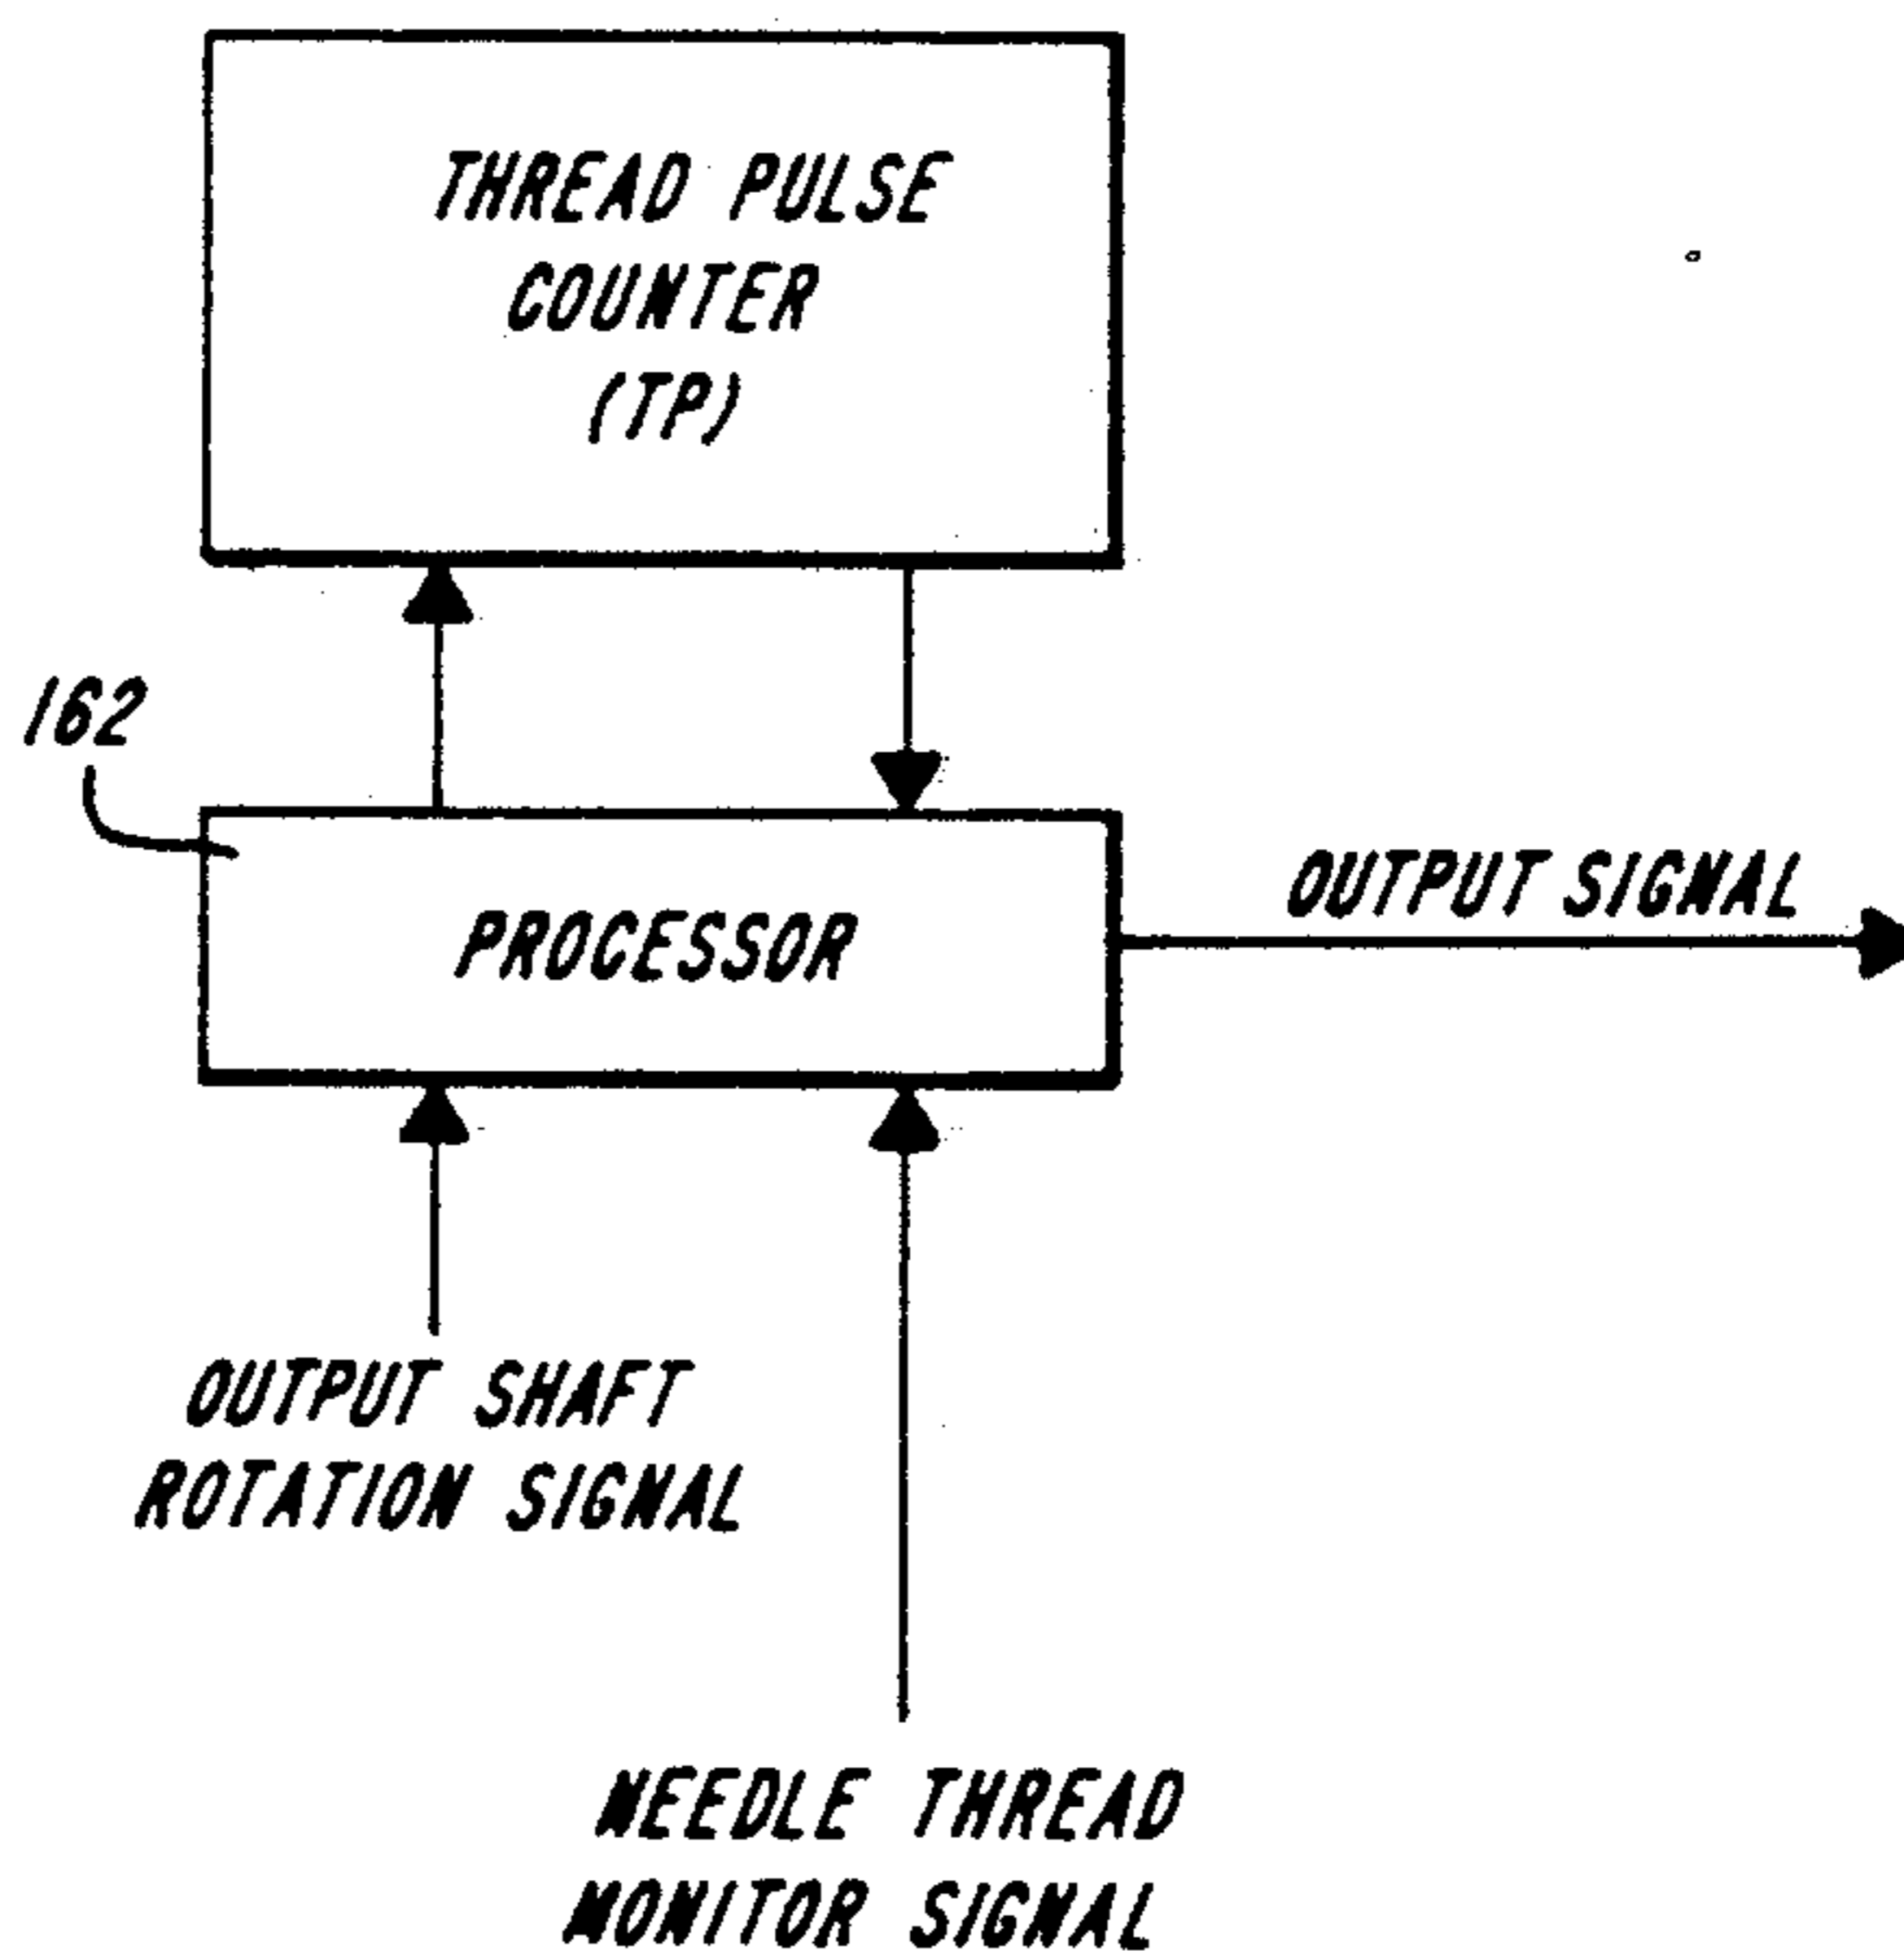 THREAD PULSE
COUNTER
(TP)
162
PROCESSOR
OUTPUT SIGNAL
OUTPUT SHAFT
ROTATION SIGNAL
NEEDLE THREAD
MONITOR SIGNAL